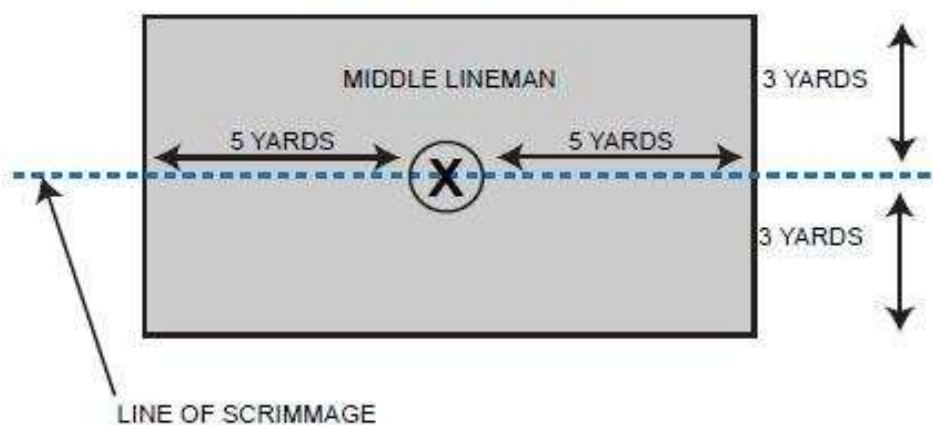 MIDDLE LINEMAN
3 YARDS
5 YARDS
5 YARDS
X
3 YARDS
LINE OF SCRIMMAGE